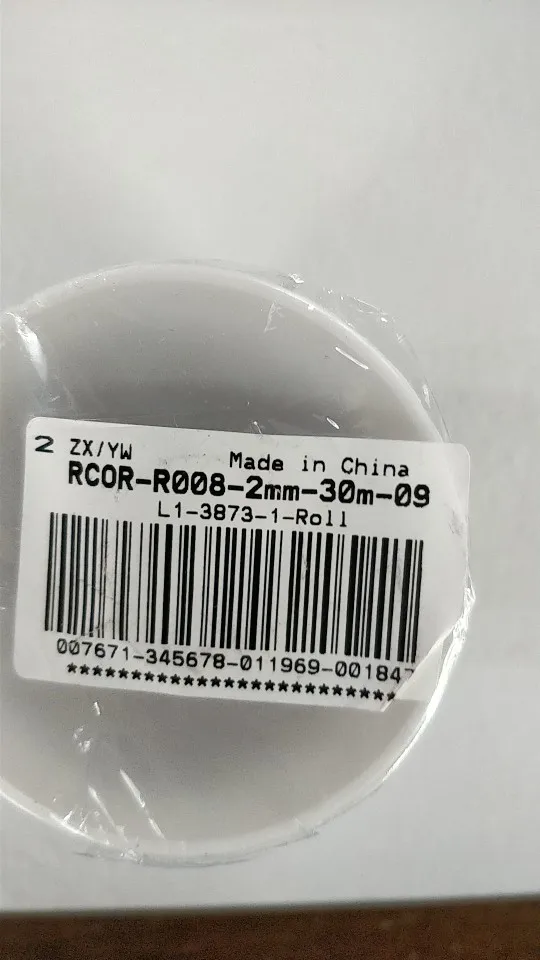 2 ZX/YW Made in China
RCOR-R008-2mm-30m-09
L1-3873-1-Roll
007671-345678-011969-001847
*************************